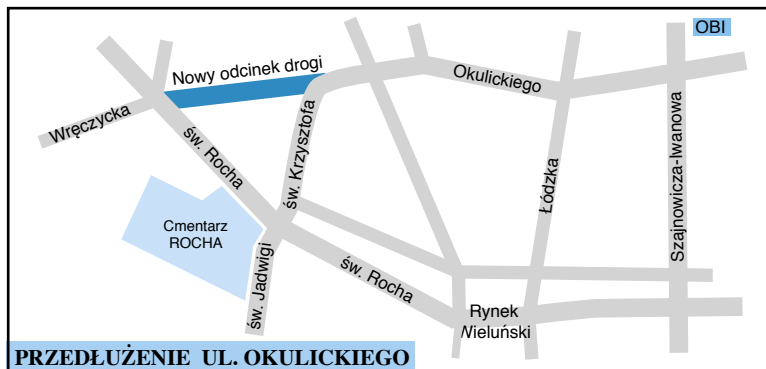 OBI
Nowy odcinek drogi
Okulickiego
Wręczycka
św. Rocha
św. Krzysztofa
Łódzka
Szajnowicza-Iwanowa
Cmentarz
ROCHA
św. Jadwigi
św. Rocha
Rynek
Wieluński
PRZEDŁUŻENIE UL. OKULICKIEGO